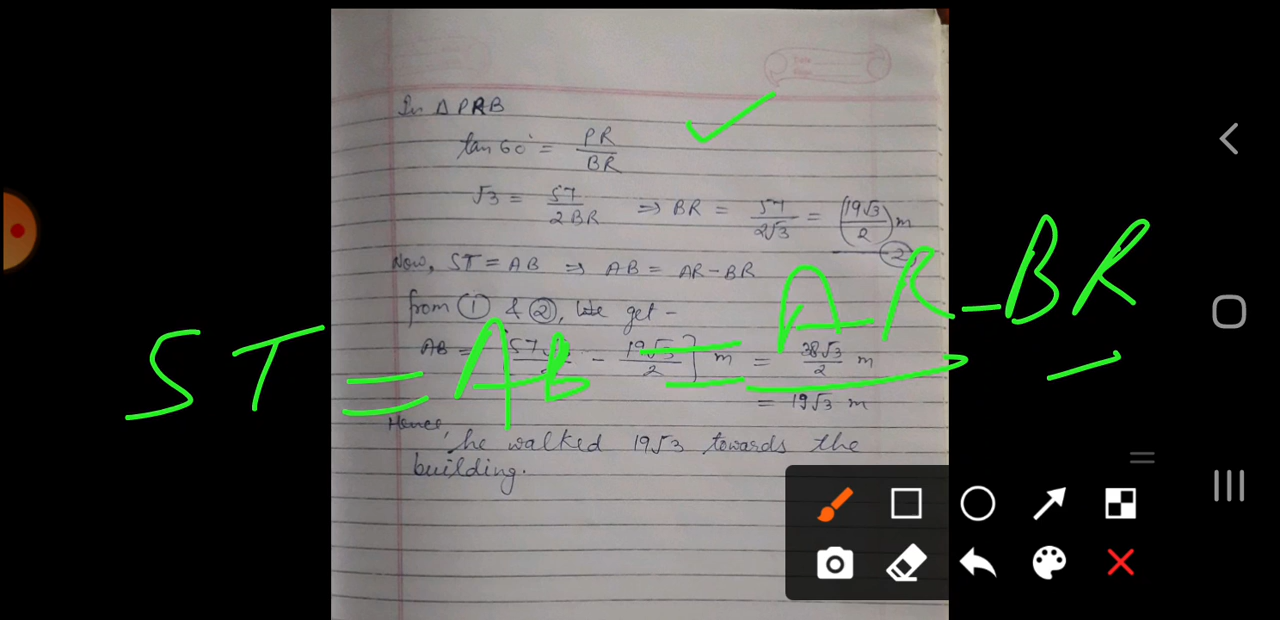 In Δ PRB
tan 60° = PR/BR
√3 = 57/2BR ⇒ BR = 57/2√3 = (19√3/2) m
②
Now, ST = AB ⇒ AB = AR – BR
from ① & ②, We get –
AB = [57√3/2 – 19√3/2] m = 38√3/2 m
ST = AB = AR – BR
= 19√3 m
Hence, he walked 19√3 towards the
building.